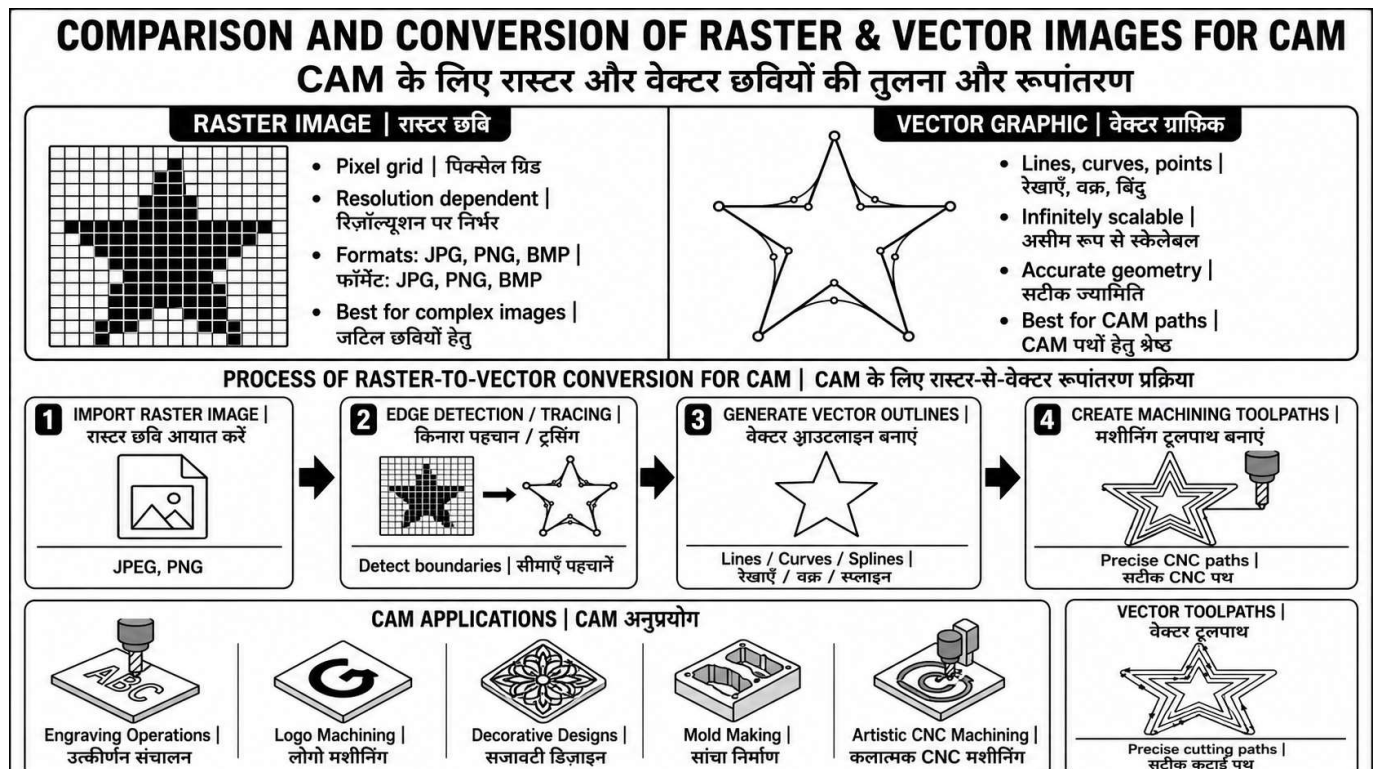 COMPARISON AND CONVERSION OF RASTER & VECTOR IMAGES FOR CAM
CAM के लिए रास्टर और वेक्टर छवियों की तुलना और रूपांतरण
RASTER IMAGE | रास्टर छबि
• Pixel grid | पिक्सेल ग्रिड
• Resolution dependent |
रिज़ॉल्यूशन पर निर्भर
• Formats: JPG, PNG, BMP |
फॉर्मेट: JPG, PNG, BMP
• Best for complex images |
जटिल छवियों हेतु
VECTOR GRAPHIC | वेक्टर ग्राफ़िक
• Lines, curves, points |
रेखाएँ, वक्र, बिंदु
• Infinitely scalable |
असीम रूप से स्केलेबल
• Accurate geometry |
सटीक ज्यामिति
• Best for CAM paths |
CAM पथों हेतु श्रेष्ठ
PROCESS OF RASTER-TO-VECTOR CONVERSION FOR CAM | CAM के लिए रास्टर-से-वेक्टर रूपांतरण प्रक्रिया
1 IMPORT RASTER IMAGE |
रास्टर छवि आयात करें
JPEG, PNG
2 EDGE DETECTION / TRACING |
किनारा पहचान / ट्रसिंग
Detect boundaries | सीमाएँ पहचानें
3 GENERATE VECTOR OUTLINES |
वेक्टर आउटलाइन बनाएं
Lines / Curves / Splines |
रेखाएँ / वक्र / स्प्लाइन
4 CREATE MACHINING TOOLPATHS |
मशीनिंग टूलपाथ बनाएं
Precise CNC paths |
सटीक CNC पथ
CAM APPLICATIONS | CAM अनुप्रयोग
ABC
Engraving Operations |
उत्कीर्णन संचालन
Logo Machining |
लोगो मशीनिंग
Decorative Designs |
सजावटी डिज़ाइन
Mold Making |
सांचा निर्माण
Artistic CNC Machining |
कलात्मक CNC मशीनिंग
VECTOR TOOLPATHS |
वेक्टर टूलपाथ
Precise cutting paths |
सटीक कटाई पथ